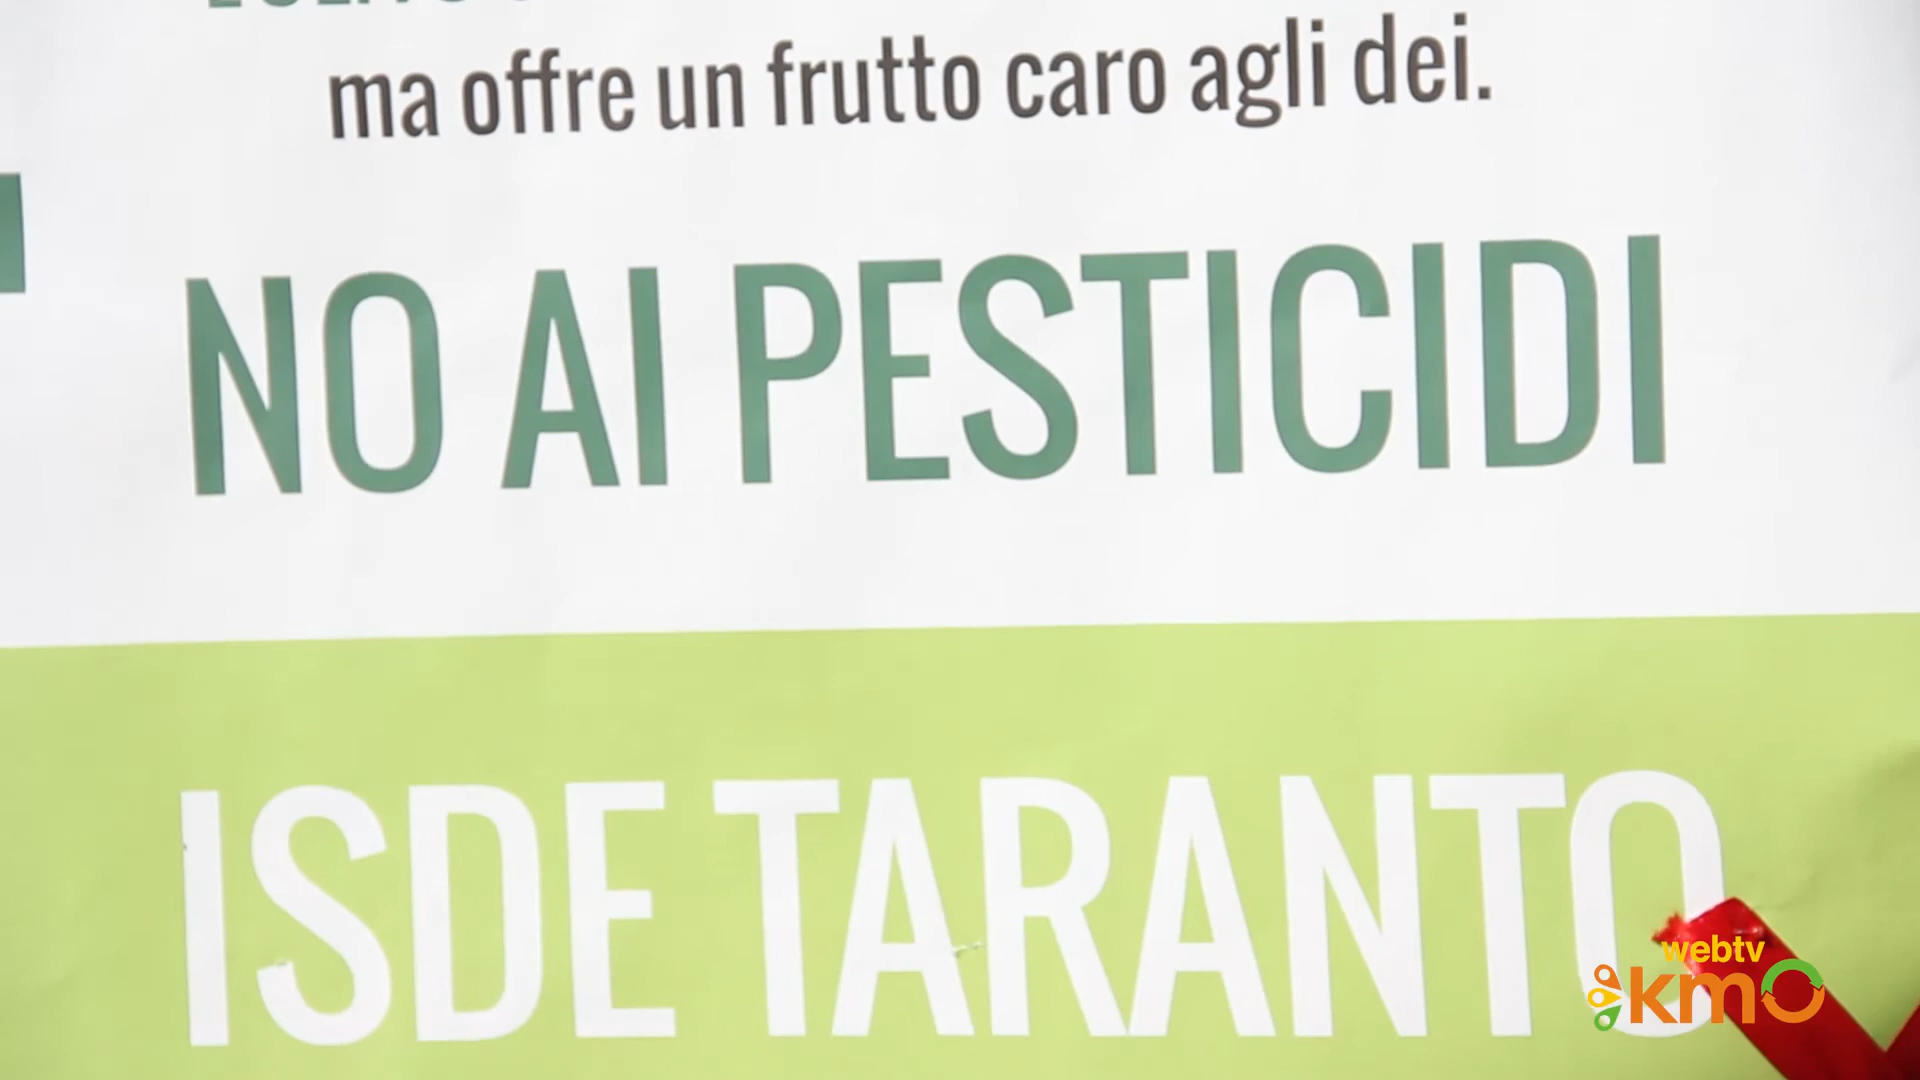 ma offre un frutto caro agli dei.
NO AI PESTICIDI
ISDE TARANTO
webtv
km0